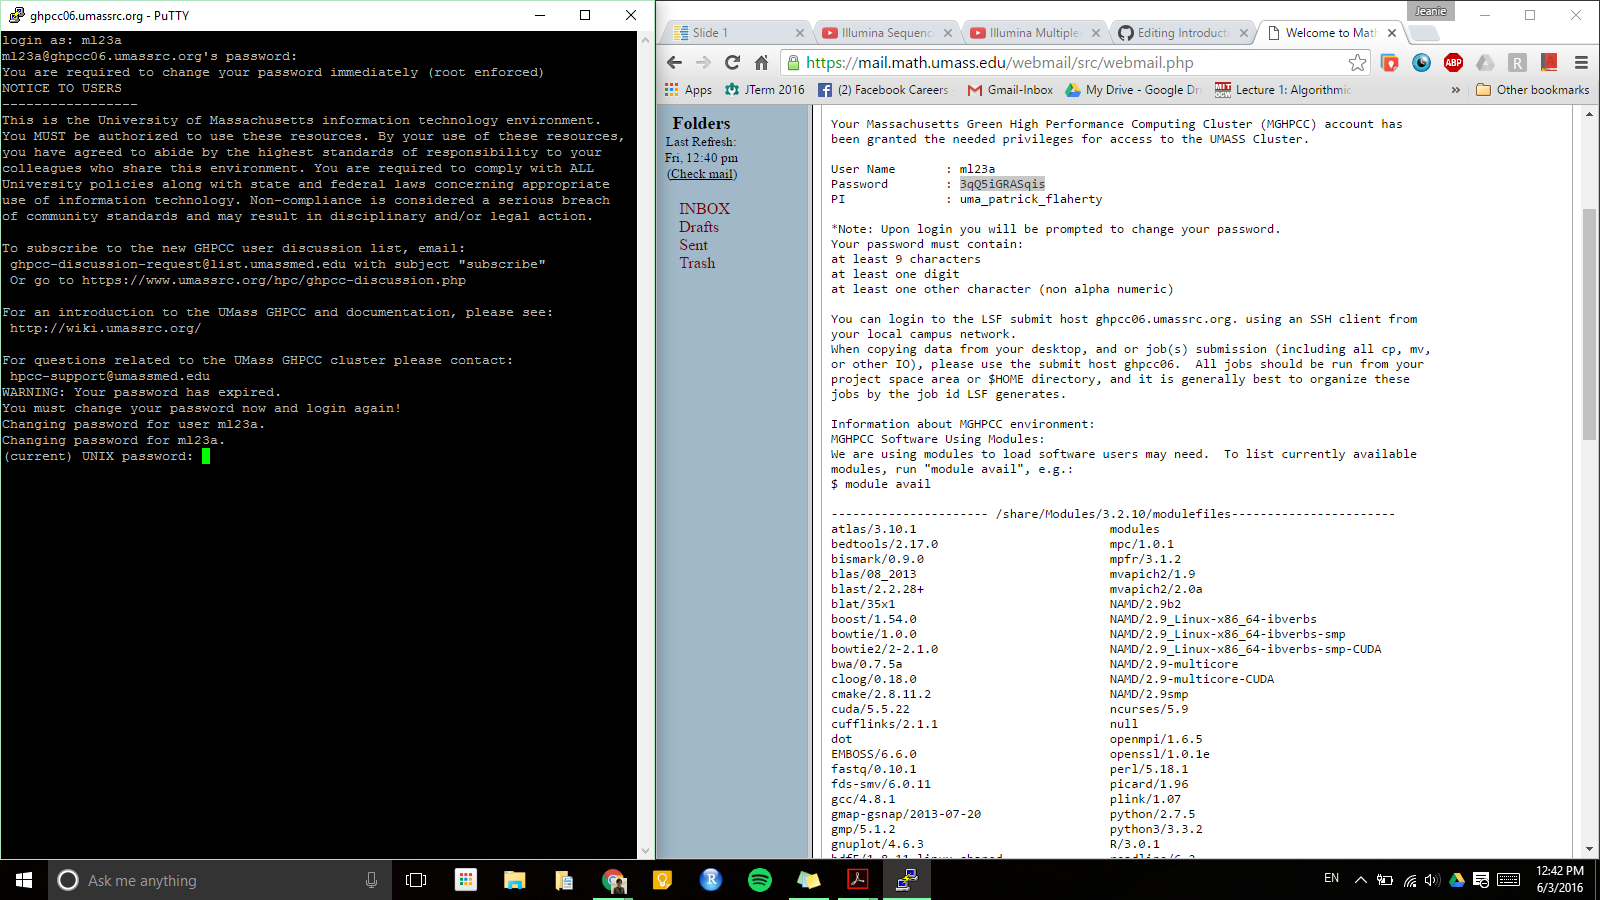 ghpcc06.umassrc.org - PuTTY
login as: ml23a
ml23a@ghpcc06.umassrc.org's password:
You are required to change your password immediately (root enforced)
NOTICE TO USERS
-----------------
This is the University of Massachusetts information technology environment.
You MUST be authorized to use these resources. By your use of these resources,
you have agreed to abide by the highest standards of responsibility to your
colleagues who share this environment. You are required to comply with ALL
University policies along with state and federal laws concerning appropriate
use of information technology. Non-compliance is considered a serious breach
of community standards and may result in disciplinary and/or legal action.
To subscribe to the new GHPCC user discussion list, email:
ghpcc-discussion-request@list.umassmed.edu with subject "subscribe"
Or go to https://www.umassrc.org/hpc/ghpcc-discussion.php
For an introduction to the UMass GHPCC and documentation, please see:
http://wiki.umassrc.org/
For questions related to the UMass GHPCC cluster please contact:
hpcc-support@umassmed.edu
WARNING: Your password has expired.
You must change your password now and login again!
Changing password for user ml23a.
Changing password for ml23a.
(current) UNIX password:
Jeanie
Slide 1
Illumina Sequenc
Illumina Multiple
Editing Introducti
Welcome to Math
https://mail.math.umass.edu/webmail/src/webmail.php
ABP
R
Apps
JTerm 2016
(2) Facebook Careers
Gmail-Inbox
My Drive - Google Dri
MIT OCW
Lecture 1: Algorithmic
»
Other bookmarks
Folders
Last Refresh:
Fri, 12:40 pm
(Check mail)
INBOX
Drafts
Sent
Trash
Your Massachusetts Green High Performance Computing Cluster (MGHPCC) account has
been granted the needed privileges for access to the UMASS Cluster.
User Name : ml23a
Password : 3qQ5iGRASqis
PI : uma_patrick_flaherty
*Note: Upon login you will be prompted to change your password.
Your password must contain:
at least 9 characters
at least one digit
at least one other character (non alpha numeric)
You can login to the LSF submit host ghpcc06.umassrc.org. using an SSH client from
your local campus network.
When copying data from your desktop, and or job(s) submission (including all cp, mv,
or other IO), please use the submit host ghpcc06.  All jobs should be run from your
project space area or $HOME directory, and it is generally best to organize these
jobs by the job id LSF generates.
Information about MGHPCC environment:
MGHPCC Software Using Modules:
We are using modules to load software users may need.  To list currently available
modules, run "module avail", e.g.:
$ module avail
---------------------- /share/Modules/3.2.10/modulefiles-----------------------
atlas/3.10.1 modules
bedtools/2.17.0 mpc/1.0.1
bismark/0.9.0 mpfr/3.1.2
blas/08_2013 mvapich2/1.9
blast/2.2.28+ mvapich2/2.0a
blat/35x1 NAMD/2.9b2
boost/1.54.0 NAMD/2.9_Linux-x86_64-ibverbs
bowtie/1.0.0 NAMD/2.9_Linux-x86_64-ibverbs-smp
bowtie2/2-2.1.0 NAMD/2.9_Linux-x86_64-ibverbs-smp-CUDA
bwa/0.7.5a NAMD/2.9-multicore
cloog/0.18.0 NAMD/2.9-multicore-CUDA
cmake/2.8.11.2 NAMD/2.9smp
cuda/5.5.22 ncurses/5.9
cufflinks/2.1.1 null
dot openmpi/1.6.5
EMBOSS/6.6.0 openssl/1.0.1e
fastq/0.10.1 perl/5.18.1
fds-smv/6.0.11 picard/1.96
gcc/4.8.1 plink/1.07
gmap-gsnap/2013-07-20 python/2.7.5
gmp/5.1.2 python3/3.3.2
gnuplot/4.6.3 R/3.0.1
Ask me anything
R
EN
12:42 PM
6/3/2016